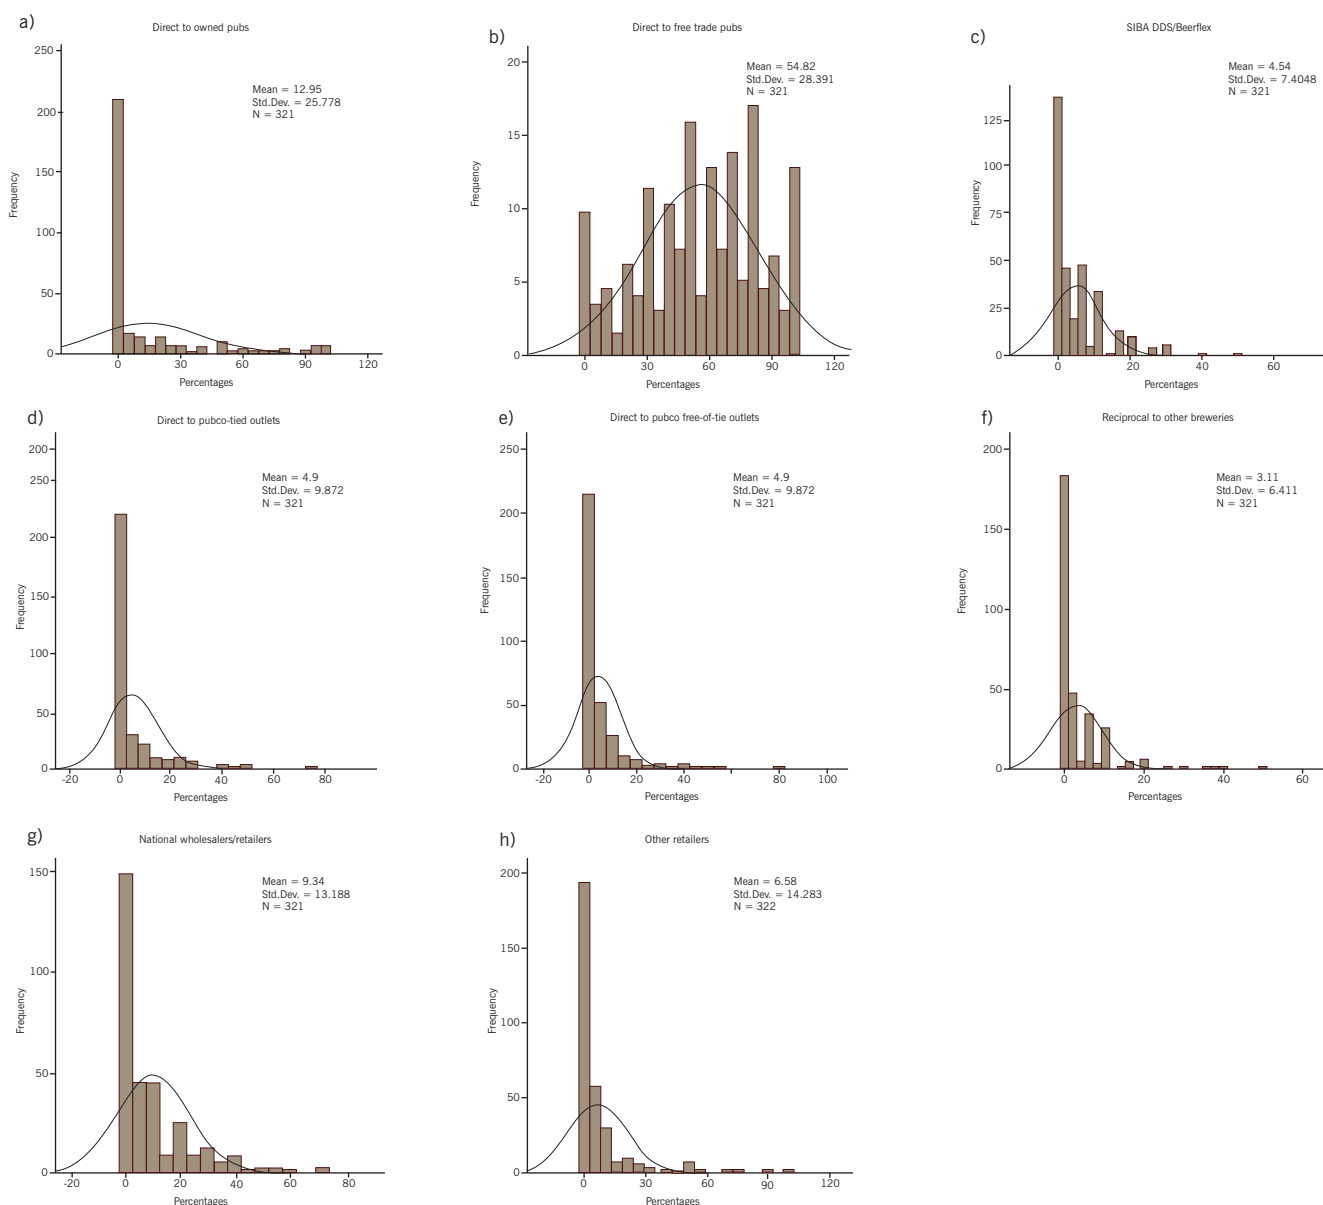 a)
Direct to owned pubs
Mean = 12.95
Std.Dev. = 25.778
N = 321
Frequency
250
200
150
100
50
0
0 30 60 90 120
Percentages
b)
Direct to free trade pubs
Mean = 54.82
Std.Dev. = 28.391
N = 321
Frequency
20
15
10
5
0
0 30 60 90 120
Percentages
c)
SIBA DDS/Beerflex
Mean = 4.54
Std.Dev. = 7.4048
N = 321
Frequency
125
100
75
50
25
0
0 20 40 60
Percentages
d)
Direct to pubco-tied outlets
Mean = 4.9
Std.Dev. = 9.872
N = 321
Frequency
200
250
200
150
100
50
0
-20 0 20 40 60 80
Percentages
e)
Direct to pubco free-of-tie outlets
Mean = 4.9
Std.Dev. = 9.872
N = 321
Frequency
250
200
150
100
50
0
-20 0 20 40 80 100
Percentages
f)
Reciprocal to other breweries
Mean = 3.11
Std.Dev. = 6.411
N = 321
Frequency
200
150
100
50
0
0 20 40 60
Percentages
g)
National wholesalers/retailers
Mean = 9.34
Std.Dev. = 13.188
N = 321
Frequency
150
100
50
0
-20 0 20 40 60 80
Percentages
h)
Other retailers
Mean = 6.58
Std.Dev. = 14.283
N = 322
Frequency
200
150
100
50
0
0 30 60 90 120
Percentages